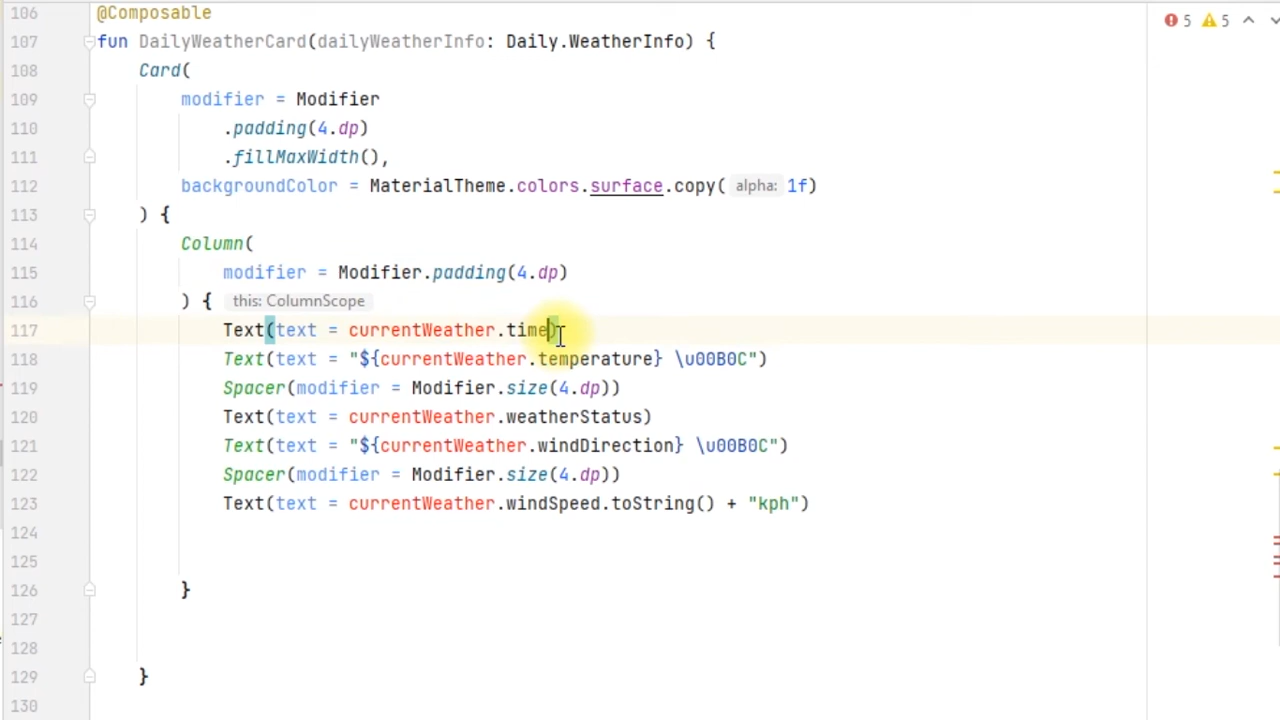 106 @Composable
5 5
107 fun DailyWeatherCard(dailyWeatherInfo: Daily.WeatherInfo) {
108 Card(
109 modifier = Modifier
110 .padding(4.dp)
111 .fillMaxWidth(),
112 backgroundColor = MaterialTheme.colors.surface.copy( alpha: 1f)
113 ) {
114 Column(
115 modifier = Modifier.padding(4.dp)
116 ) { this: ColumnScope
117 Text(text = currentWeather.time)
118 Text(text = "${currentWeather.temperature} \u00B0C")
119 Spacer(modifier = Modifier.size(4.dp))
120 Text(text = currentWeather.weatherStatus)
121 Text(text = "${currentWeather.windDirection} \u00B0C")
122 Spacer(modifier = Modifier.size(4.dp))
123 Text(text = currentWeather.windSpeed.toString() + "kph")
124
125
126 }
127
128
129 }
130